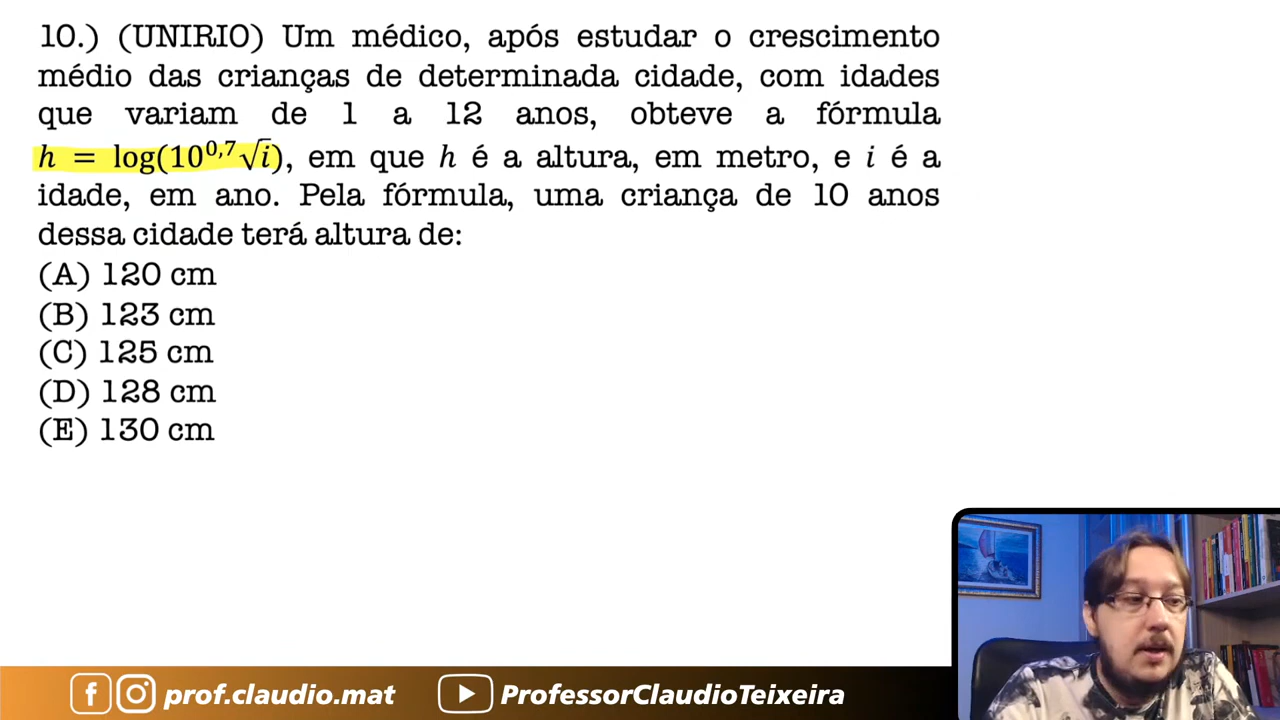 10.) (UNIRIO) Um médico, após estudar o crescimento
médio das crianças de determinada cidade, com idades
que variam de 1 a 12 anos, obteve a fórmula
h = log(10^{0,7}√i), em que h é a altura, em metro, e i é a
idade, em ano. Pela fórmula, uma criança de 10 anos
dessa cidade terá altura de:
(A) 120 cm
(B) 123 cm
(C) 125 cm
(D) 128 cm
(E) 130 cm
prof.claudio.mat
ProfessorClaudioTeixeira